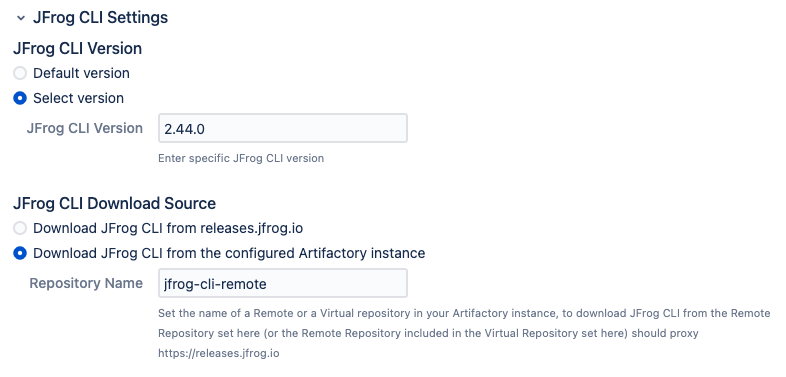 JFrog CLI Settings
JFrog CLI Version
Default version
Select version
JFrog CLI Version
2.44.0
Enter specific JFrog CLI version
JFrog CLI Download Source
Download JFrog CLI from releases.jfrog.io
Download JFrog CLI from the configured Artifactory instance
Repository Name
jfrog-cli-remote
Set the name of a Remote or a Virtual repository in your Artifactory instance, to download JFrog CLI from the Remote
Repository set here (or the Remote Repository included in the Virtual Repository set here) should proxy
https://releases.jfrog.io